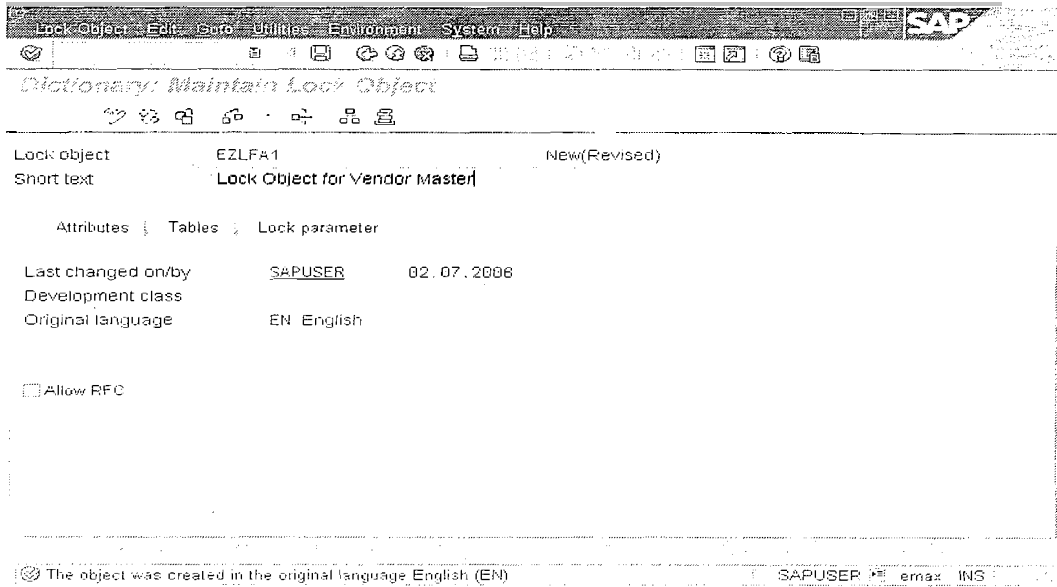 Lock Object Edit Goto Utilities Environment System Help
SAP
Dictionary: Maintain Lock Object
Lock object EZLFA1 New(Revised)
Short text Lock Object for Vendor Master
Attributes Tables Lock parameter
Last changed on/by SAPUSER 02.07.2006
Development class
Original language EN English
Allow RFC
The object was created in the original language English (EN) SAPUSER emax INS